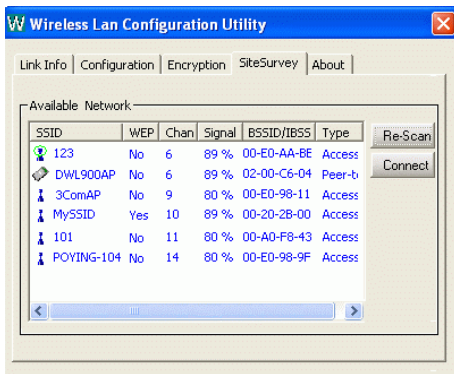 Wireless Lan Configuration Utility
Link Info Configuration Encryption SiteSurvey About
Available Network
SSID WEP Chan Signal BSSID/IBSS Type
Re-Scan
123 No 6 89 % 00-E0-AA-BE Access
Connect
DWL900AP No 6 89 % 02-00-C6-04 Peer-t
3ComAP No 9 80 % 00-E0-98-11 Access
MySSID Yes 10 89 % 00-20-2B-00 Access
101 No 11 80 % 00-A0-F8-43 Access
POYING-104 No 14 80 % 00-E0-98-9F Access